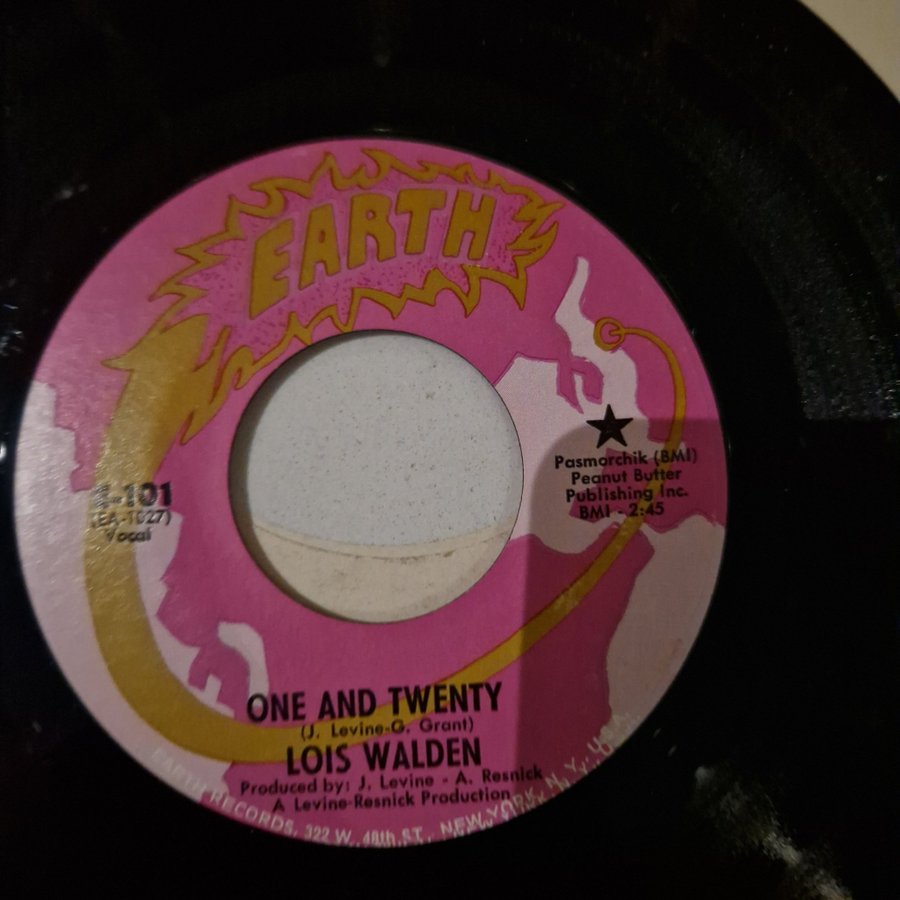 EARTH
★
Pasmorchik (BMI)
Peanut Butter
Publishing Inc.
BMI - 2:45
E-101
(EA-1027)
Vocal
ONE AND TWENTY
(J. Levine-G. Grant)
LOIS WALDEN
Produced by: J. Levine - A. Resnick
A Levine-Resnick Production
EARTH RECORDS, 322 W. 48th ST., NEW YORK, N.Y.